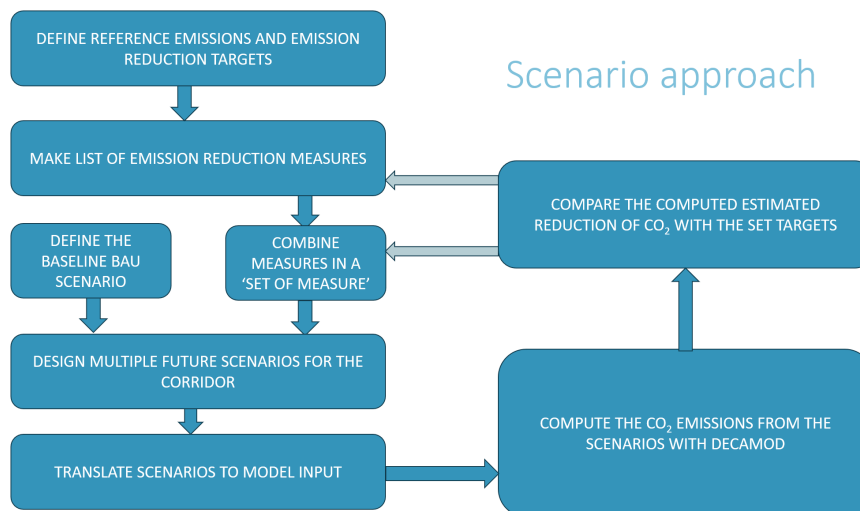 DEFINE REFERENCE EMISSIONS AND EMISSION
REDUCTION TARGETS
Scenario approach
MAKE LIST OF EMISSION REDUCTION MEASURES
DEFINE THE
BASELINE BAU
SCENARIO
COMBINE
MEASURES IN A
‘SET OF MEASURE’
COMPARE THE COMPUTED ESTIMATED
REDUCTION OF CO₂ WITH THE SET TARGETS
DESIGN MULTIPLE FUTURE SCENARIOS FOR THE
CORRIDOR
TRANSLATE SCENARIOS TO MODEL INPUT
COMPUTE THE CO₂ EMISSIONS FROM THE
SCENARIOS WITH DECAMOD